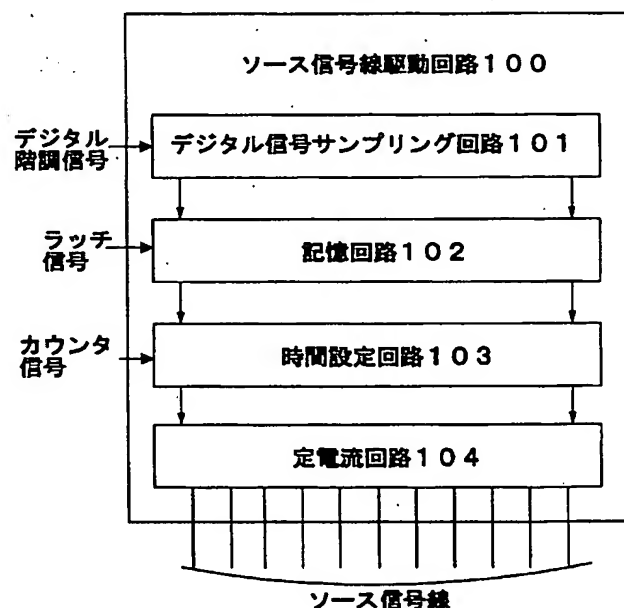 ソース信号線駆動回路１００
デジタル
階調信号
デジタル信号サンプリング回路１０１
ラッチ
信号
記憶回路１０２
カウンタ
信号
時間設定回路１０３
定電流回路１０４
ソース信号線